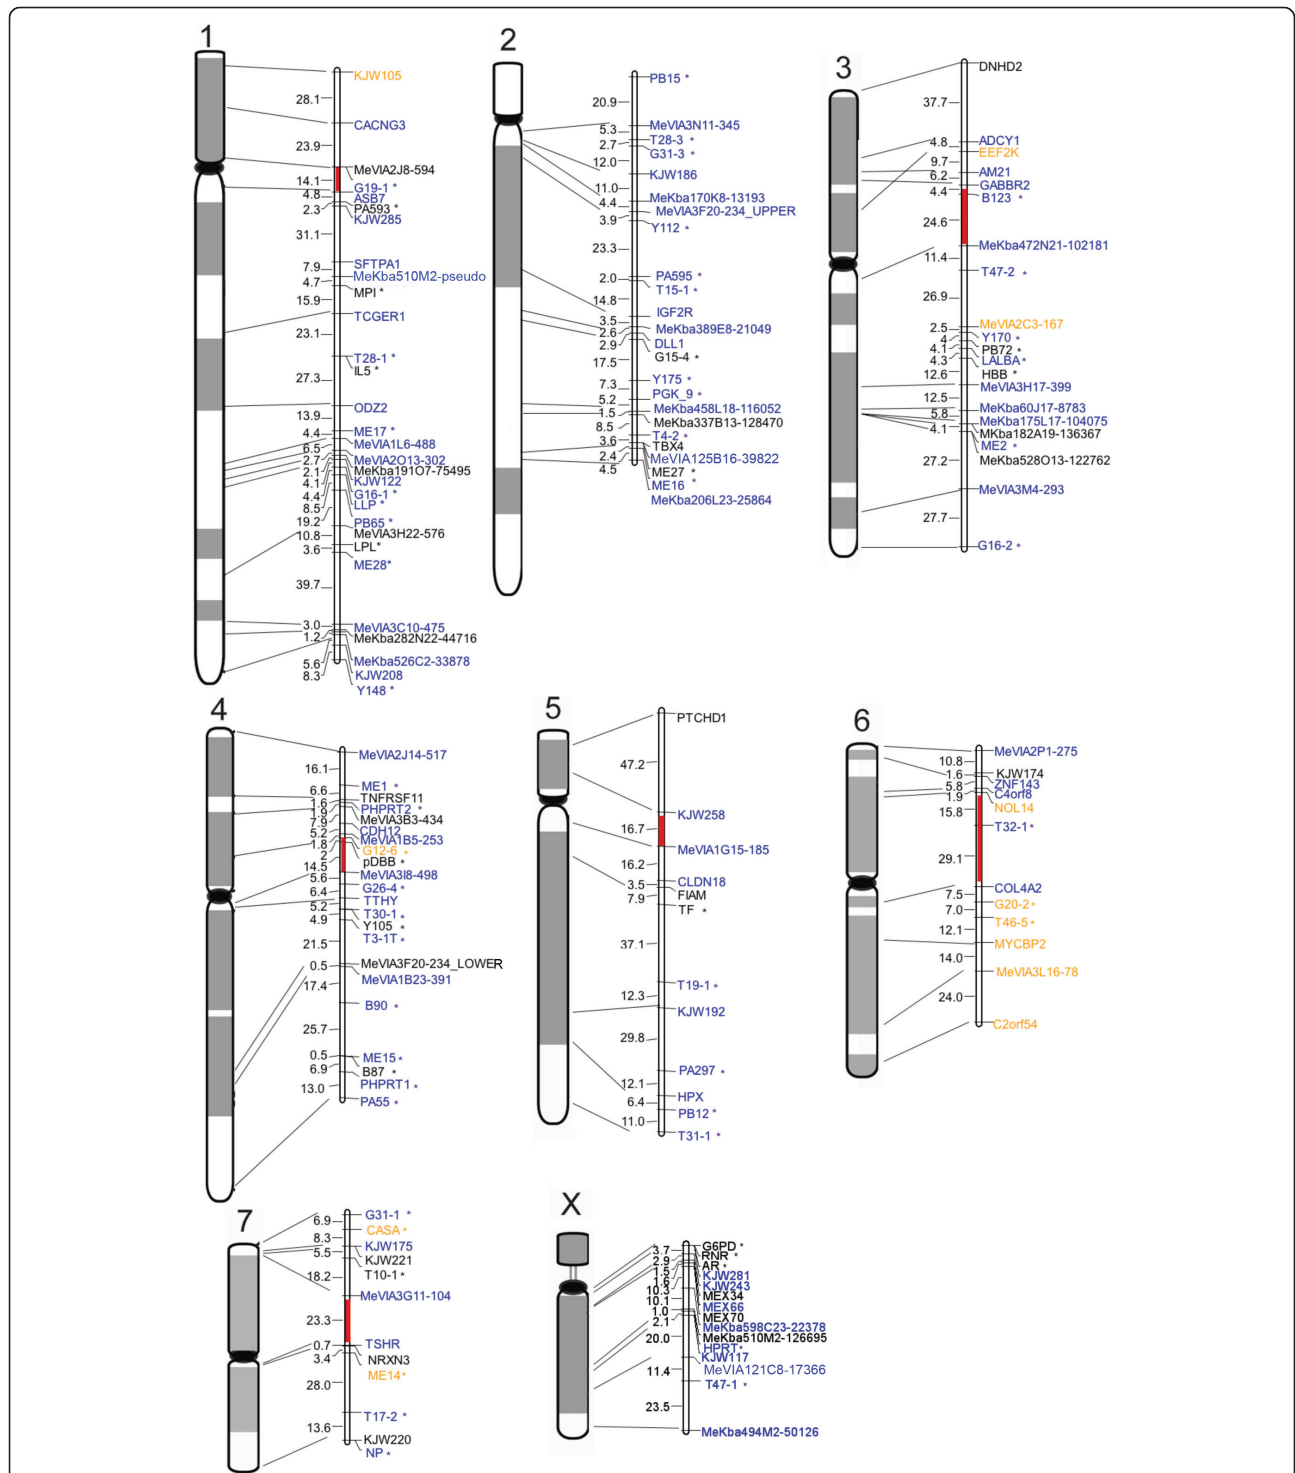 1
KJW105
28.1
CACNG3
23.9
MeVIA2J8-594
14.1
G19-1 *
4.8
ASB7
2.3
PA593 *
KJW285
31.1
SFTPA1
7.9
MeKba510M2-pseudo
4.7
MPI *
15.9
TCGER1
23.1
T28-1 *
IL5 *
27.3
ODZ2
13.9
ME17 *
4.4
MeVIA1L6-488
6.5
MeVIA2O13-302
2.7
MeKba191O7-75495
2.1
KJW122
4.1
G16-1 *
4.4
LLP *
8.5
PB65 *
19.2
MeVIA3H22-576
10.8
LPL*
3.6
ME28*
39.7
MeVIA3C10-475
3.0
MeKba282N22-44716
1.2
MeKba526C2-33878
5.6
KJW208
8.3
Y148 *
2
PB15 *
20.9
MeVIA3N11-345
5.3
T28-3 *
2.7
G31-3 *
12.0
KJW186
11.0
MeKba170K8-13193
4.4
MeVIA3F20-234_UPPER
3.9
Y112 *
23.3
PA595 *
2.0
T15-1 *
14.8
IGF2R
3.5
MeKba389E8-21049
2.6
DLL1
2.9
G15-4 *
17.5
Y175 *
7.3
PGK_9 *
5.2
MeKba458L18-116052
1.5
MeKba337B13-128470
8.5
T4-2 *
3.6
TBX4
MeVIA125B16-39822
2.4
ME27 *
4.5
ME16 *
MeKba206L23-25864
3
DNHD2
37.7
ADCY1
4.8
EEF2K
9.7
AM21
6.2
GABBR2
4.4
B123 *
24.6
MeKba472N21-102181
11.4
T47-2 *
26.9
MeVIA2C3-167
2.5
Y170 *
4
PB72 *
4.1
LALBA *
4.3
HBB *
12.6
MeVIA3H17-399
12.5
MeKba60J17-8783
5.8
MeKba175L17-104075
4.1
MKba182A19-136367
ME2 *
27.2
MeKba528O13-122762
MeVIA3M4-293
27.7
G16-2 *
4
MeVIA2J14-517
16.1
ME1 *
6.6
TNFRSF11
1.6
PHPRT2 *
1.9
MeVIA3B3-434
7.9
CDH12
5.2
MeVIA1B5-253
1.8
G12-6 *
2
pDBB *
14.5
MeVIA3I8-498
5.6
G26-4 *
6.4
TTHY
5.2
T30-1 *
4.9
Y105 *
T3-1T *
21.5
MeVIA3F20-234_LOWER
0.5
MeVIA1B23-391
17.4
B90 *
25.7
ME15 *
0.5
B87 *
6.9
PHPRT1 *
13.0
PA55 *
5
PTCHD1
47.2
KJW258
16.7
MeVIA1G15-185
16.2
CLDN18
3.5
FIAM
7.9
TF *
37.1
T19-1 *
12.3
KJW192
29.8
PA297 *
12.1
HPX
6.4
PB12 *
11.0
T31-1 *
6
MeVIA2P1-275
10.8
KJW174
1.6
ZNF143
5.8
C4orf8
1.9
NOL14
15.8
T32-1 *
29.1
COL4A2
7.5
G20-2 *
7.0
T46-5 *
12.1
MYCBP2
14.0
MeVIA3L16-78
24.0
C2orf54
7
G31-1 *
6.9
CASA *
8.3
KJW175
5.5
KJW221
18.2
T10-1 *
MeVIA3G11-104
23.3
TSHR
0.7
NRXN3
3.4
ME14 *
28.0
T17-2 *
13.6
KJW220
NP *
X
G6PD *
3.7
RNR *
2.9
AR *
1.5
KJW281
1.6
KJW243
10.3
MEX34
10.1
MEX66
1.0
MEX70
2.1
MeKba598C23-22378
20.0
MeKba510M2-126695
HPRT *
KJW117
11.4
MeVIA121C8-17366
T47-1 *
23.5
MeKba494M2-50126